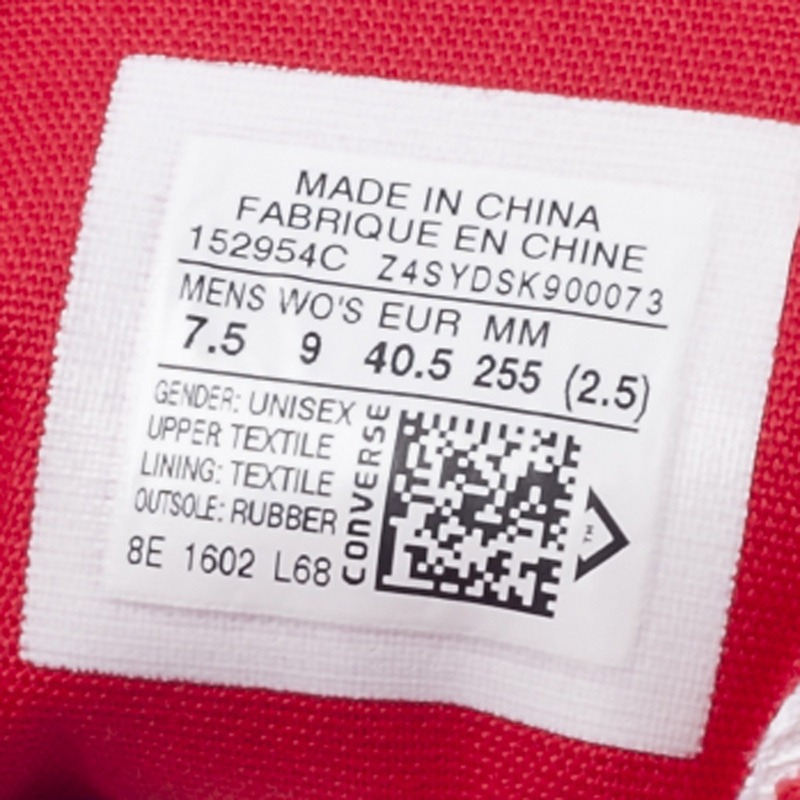 MADE IN CHINA
FABRIQUE EN CHINE
152954C Z4SYDSK900073
MENS WO'S EUR MM
7.5 9 40.5 255 (2.5)
GENDER: UNISEX
UPPER TEXTILE
LINING: TEXTILE
OUTSOLE: RUBBER
8E 1602 L68
CONVERSE
TM